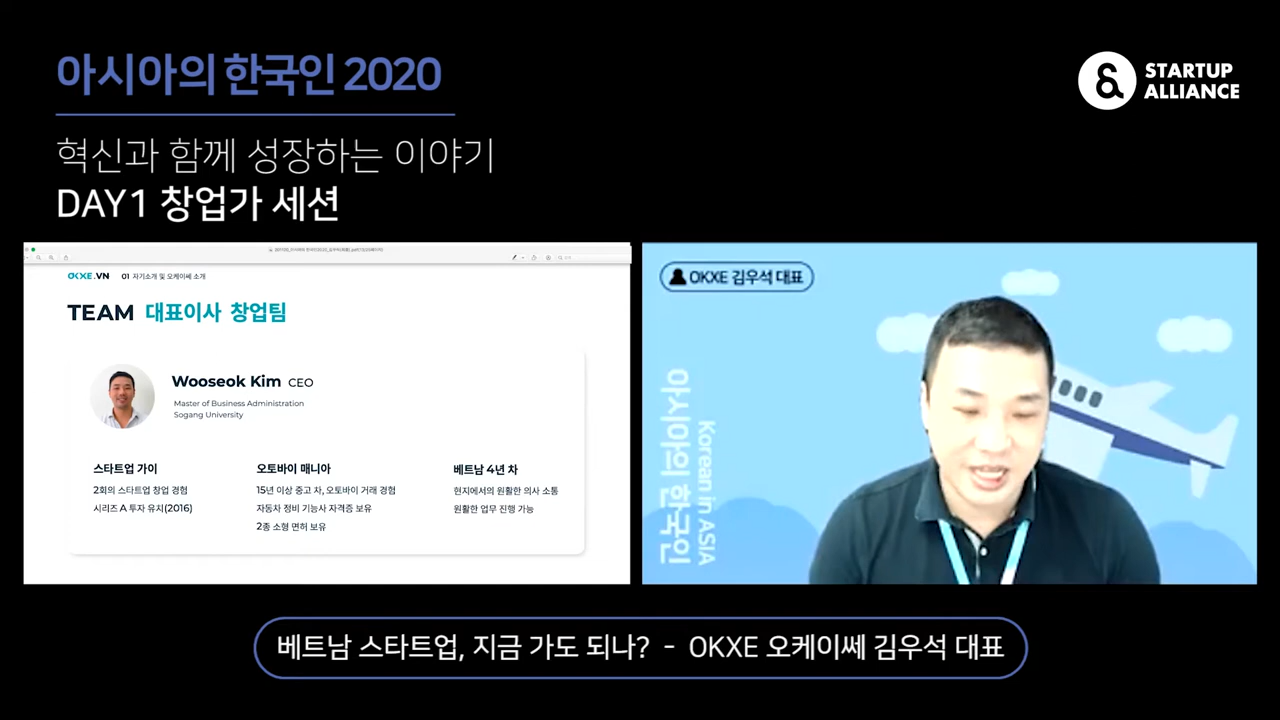 아시아의 한국인 2020
STARTUP
ALLIANCE
혁신과 함께 성장하는 이야기
DAY1 창업가 세션
OKXE.VN 01 자기소개 및 오케이쎄 소개
TEAM 대표이사 창업팀
Wooseok Kim CEO
Master of Business Administration
Sogang University
스타트업 가이
2회의 스타트업 창업 경험
시리즈 A 투자 유치(2016)
오토바이 매니아
15년 이상 중고 차, 오토바이 거래 경험
자동차 정비 기능사 자격증 보유
2종 소형 면허 보유
베트남 4년 차
현지에서의 원활한 의사 소통
원활한 업무 진행 가능
OKXE 김우석 대표
아시아의 한국인
Korean in ASIA
베트남 스타트업, 지금 가도 되나? - OKXE 오케이쎄 김우석 대표